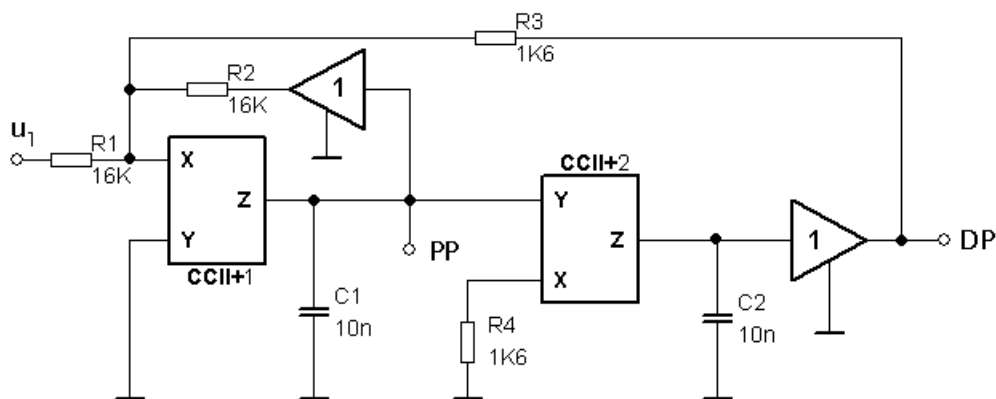 R3
1K6
R2
16K
1
u1
R1
16K
X
Z
Y
CCII+1
PP
C1
10n
CCII+2
Y
Z
X
R4
1K6
1
DP
C2
10n